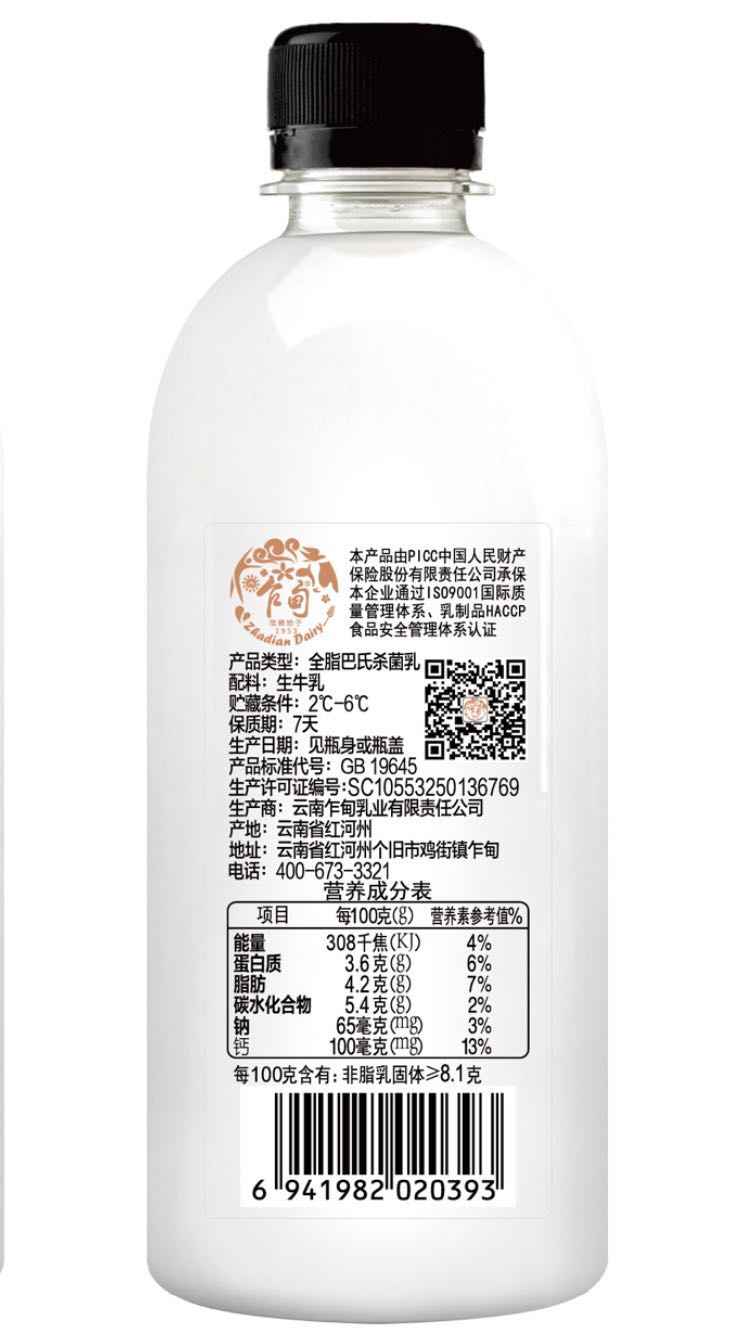 本产品由PICC中国人民财产
保险股份有限责任公司承保
本企业通过ISO9001国际质
量管理体系、乳制品HACCP
食品安全管理体系认证
乍甸
信赖始于
1953
Zhadian Dairy
产品类型：全脂巴氏杀菌乳
配料：生牛乳
贮藏条件：2℃-6℃
保质期：7天
生产日期：见瓶身或瓶盖
产品标准代号：GB 19645
生产许可证编号:SC10553250136769
生产商：云南乍甸乳业有限责任公司
产地：云南省红河州
地址：云南省红河州个旧市鸡街镇乍甸
电话：400-673-3321
营养成分表
项目 每100克(g) 营养素参考值%
能量 308千焦(KJ) 4%
蛋白质 3.6克(g) 6%
脂肪 4.2克(g) 7%
碳水化合物 5.4克(g) 2%
钠 65毫克(mg) 3%
钙 100毫克(mg) 13%
每100克含有：非脂乳固体≥8.1克
6 941982 020393